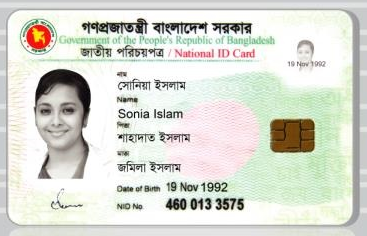 গণপ্রজাতন্ত্রী বাংলাদেশ সরকার
Government of the People's Republic of Bangladesh
জাতীয় পরিচয়পত্র / National ID Card
19 Nov 1992
নাম
সোনিয়া ইসলাম
Name
Sonia Islam
পিতা
শাহাদাত ইসলাম
মাতা
জমিলা ইসলাম
Date of Birth 19 Nov 1992
NID No. 460 013 3575